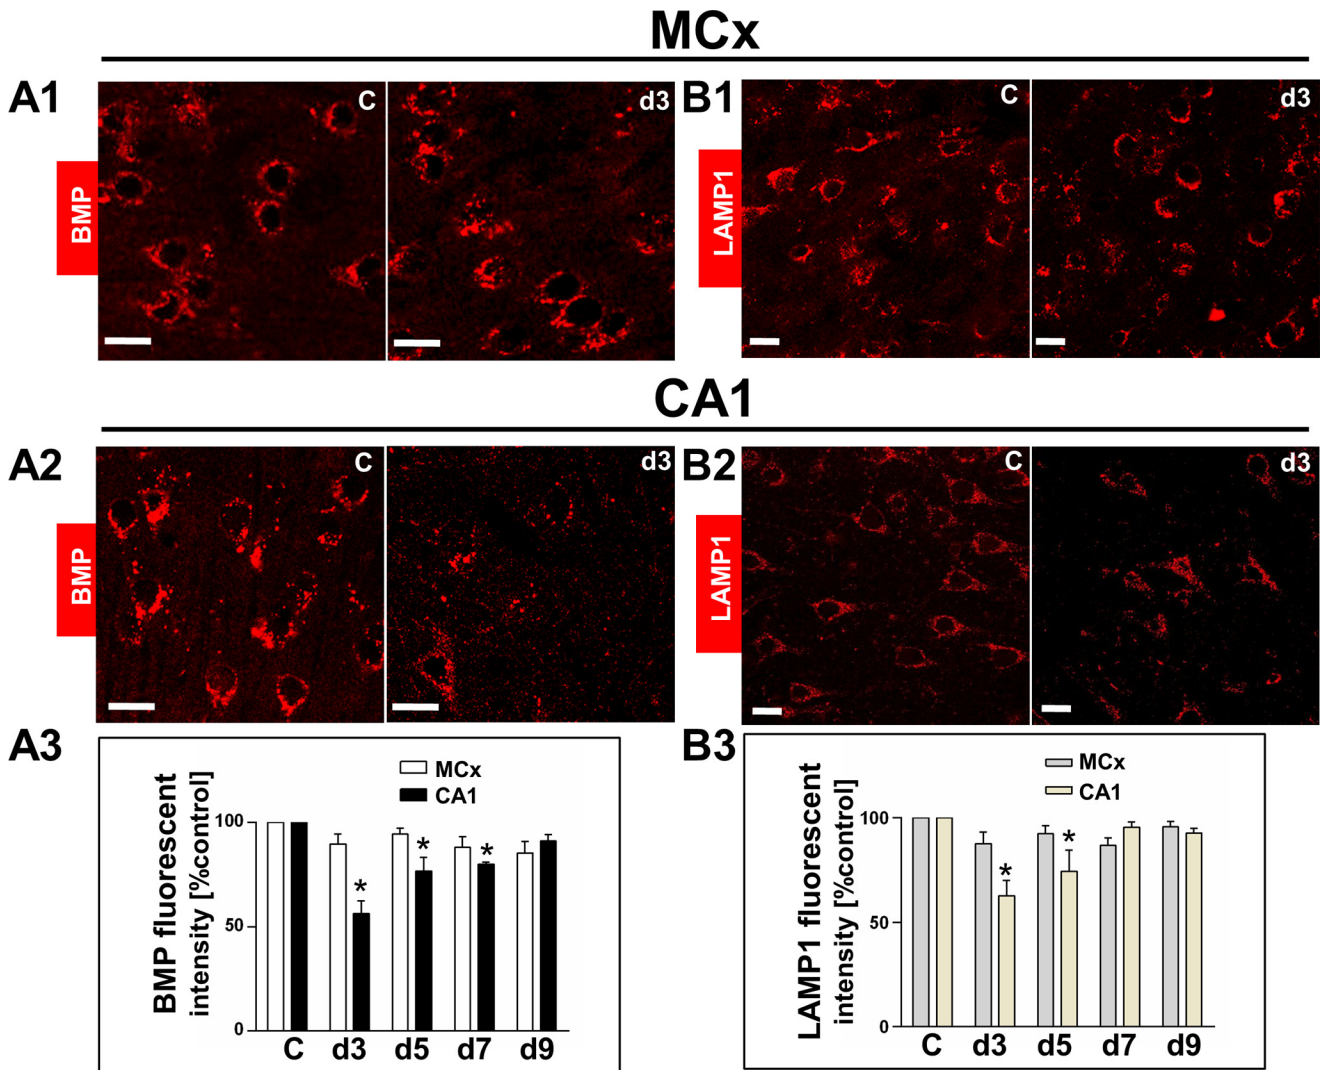 MCx
A1
C
d3
BMP
B1
C
d3
LAMP1
CA1
A2
C
d3
BMP
B2
C
d3
LAMP1
A3
BMP fluorescent
intensity [%control]
MCx
CA1
100
50
0
*
*
*
C d3 d5 d7 d9
B3
LAMP1 fluorescent
intensity [%control]
MCx
CA1
100
50
0
*
*
C d3 d5 d7 d9